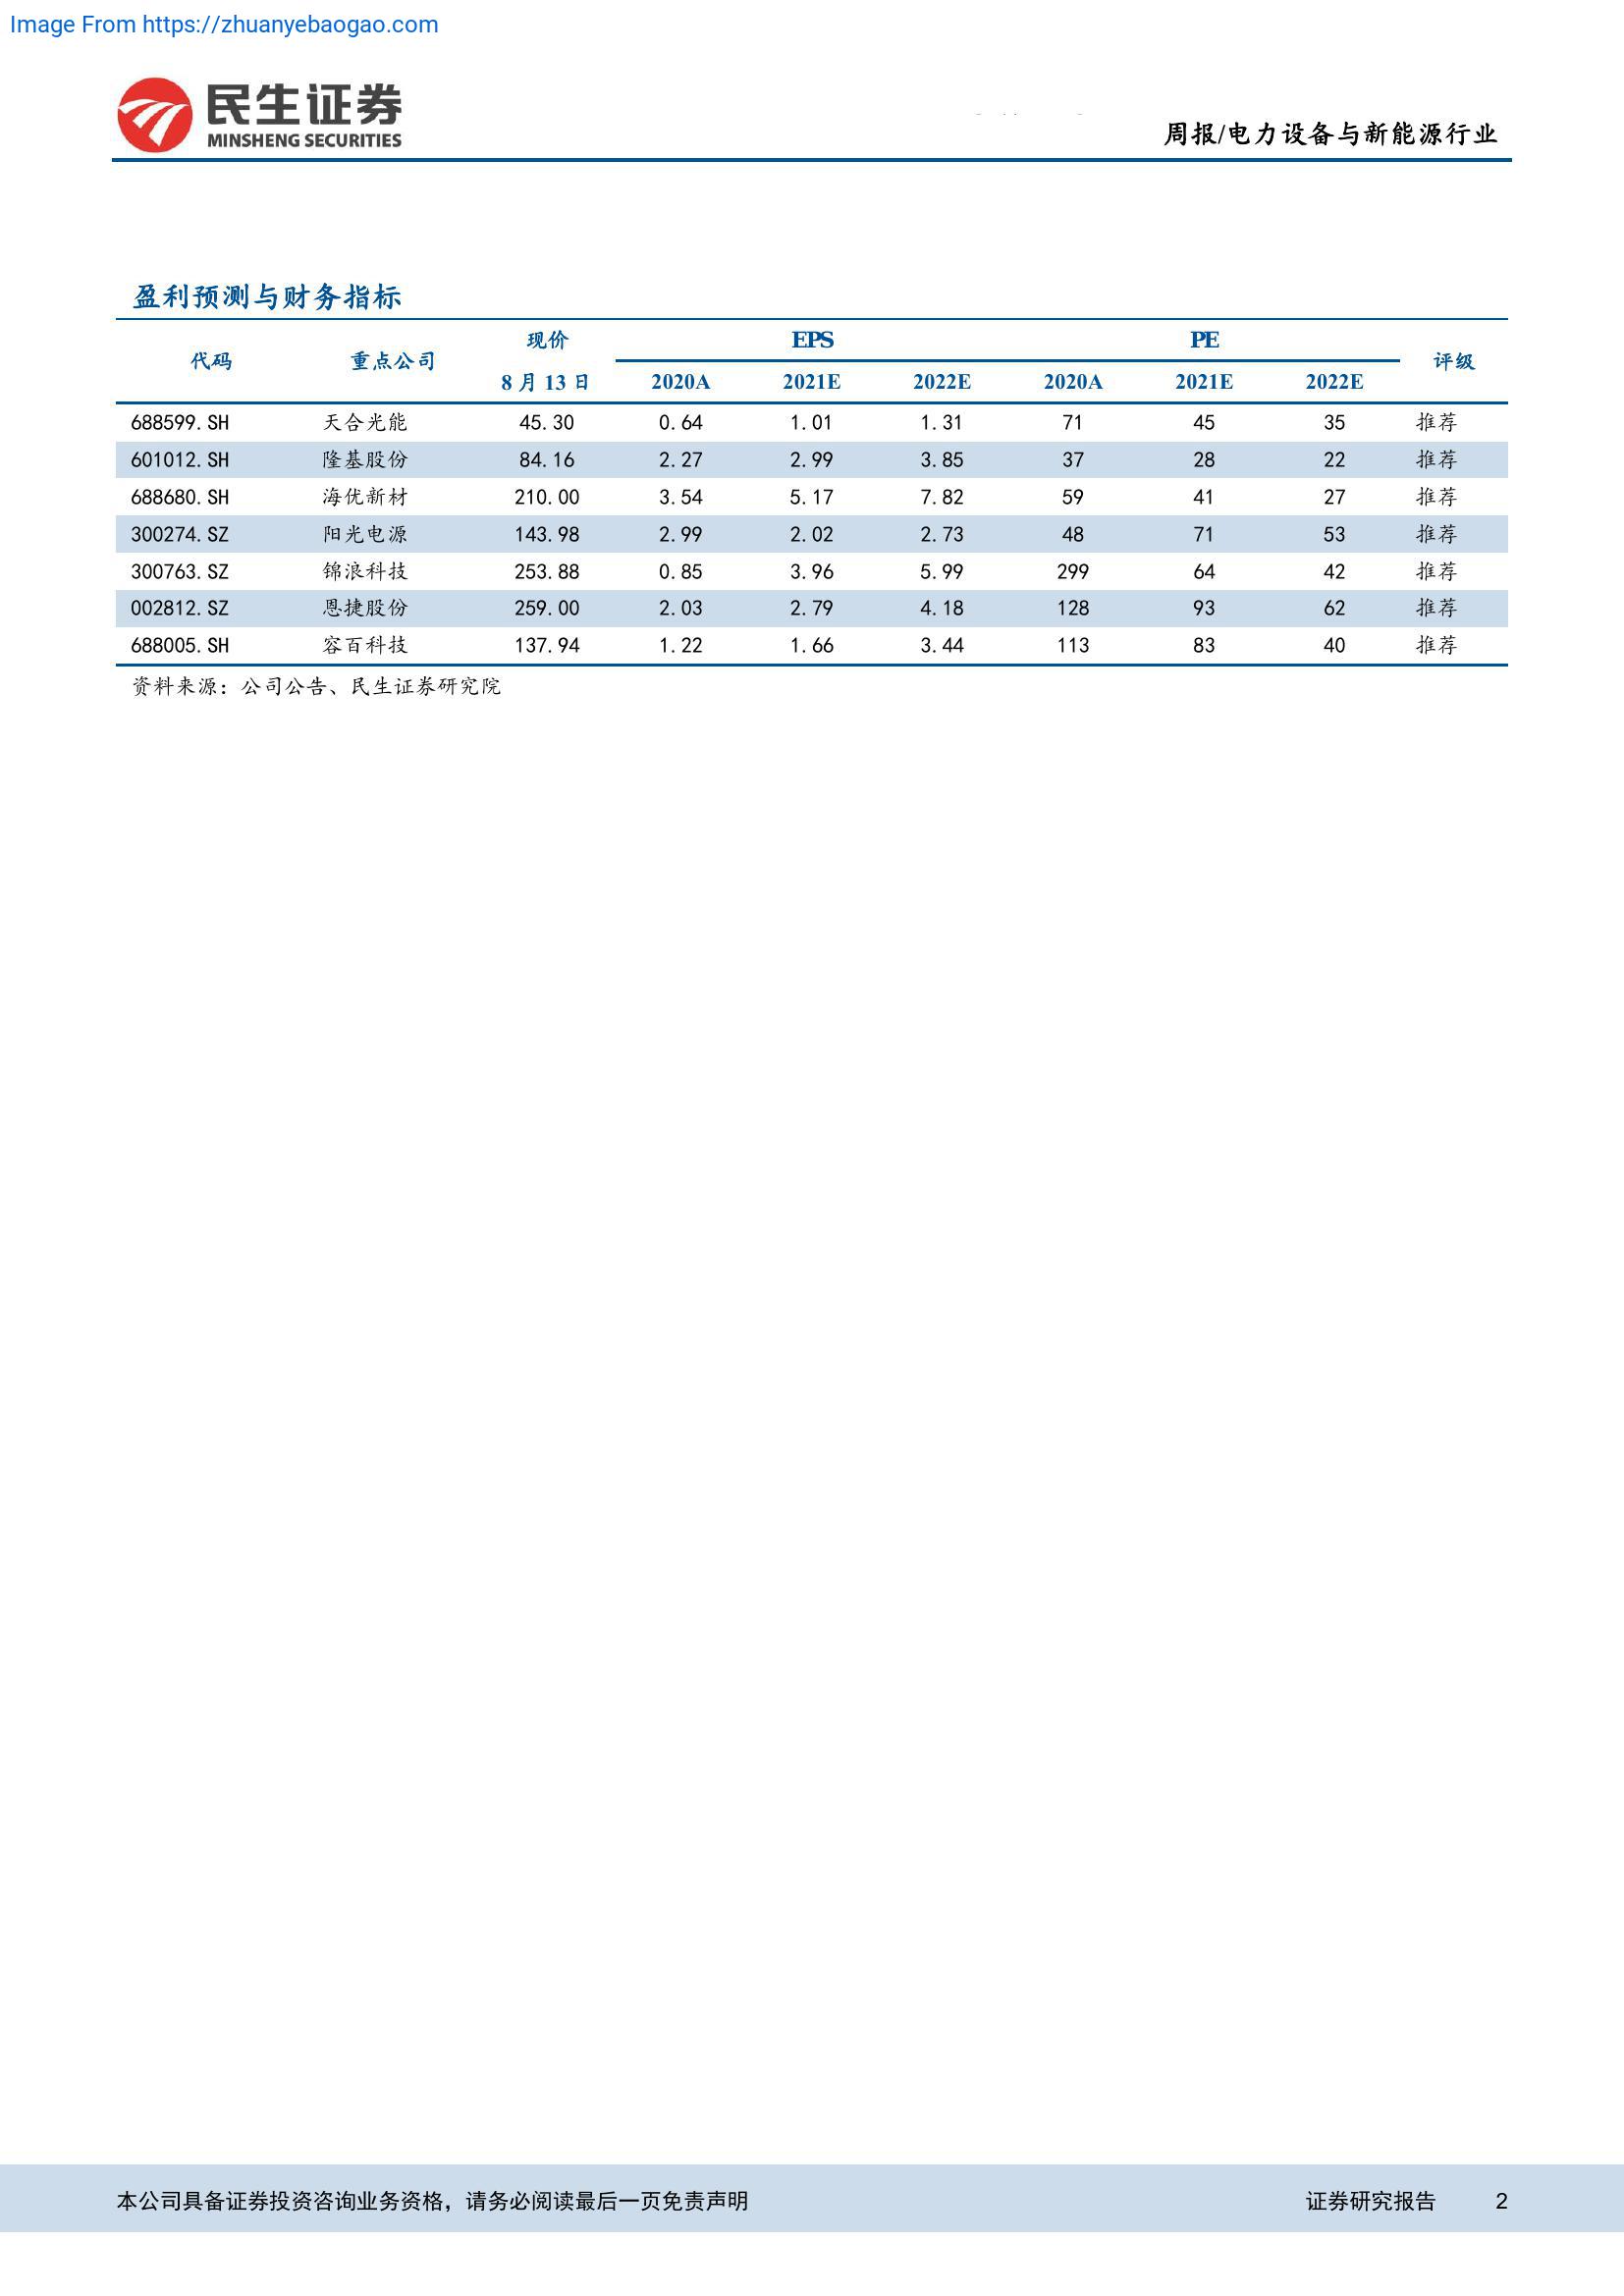 Image From https://zhuanyebaogao.com
民生证券
MINSHENG SECURITIES
周报/电力设备与新能源行业
盈利预测与财务指标
代码 重点公司 现价 EPS PE 评级
8 月 13 日 2020A 2021E 2022E 2020A 2021E 2022E
688599.SH 天合光能 45.30 0.64 1.01 1.31 71 45 35 推荐
601012.SH 隆基股份 84.16 2.27 2.99 3.85 37 28 22 推荐
688680.SH 海优新材 210.00 3.54 5.17 7.82 59 41 27 推荐
300274.SZ 阳光电源 143.98 2.99 2.02 2.73 48 71 53 推荐
300763.SZ 锦浪科技 253.88 0.85 3.96 5.99 299 64 42 推荐
002812.SZ 恩捷股份 259.00 2.03 2.79 4.18 128 93 62 推荐
688005.SH 容百科技 137.94 1.22 1.66 3.44 113 83 40 推荐
资料来源：公司公告、民生证券研究院
本公司具备证券投资咨询业务资格，请务必阅读最后一页免责声明 证券研究报告 2